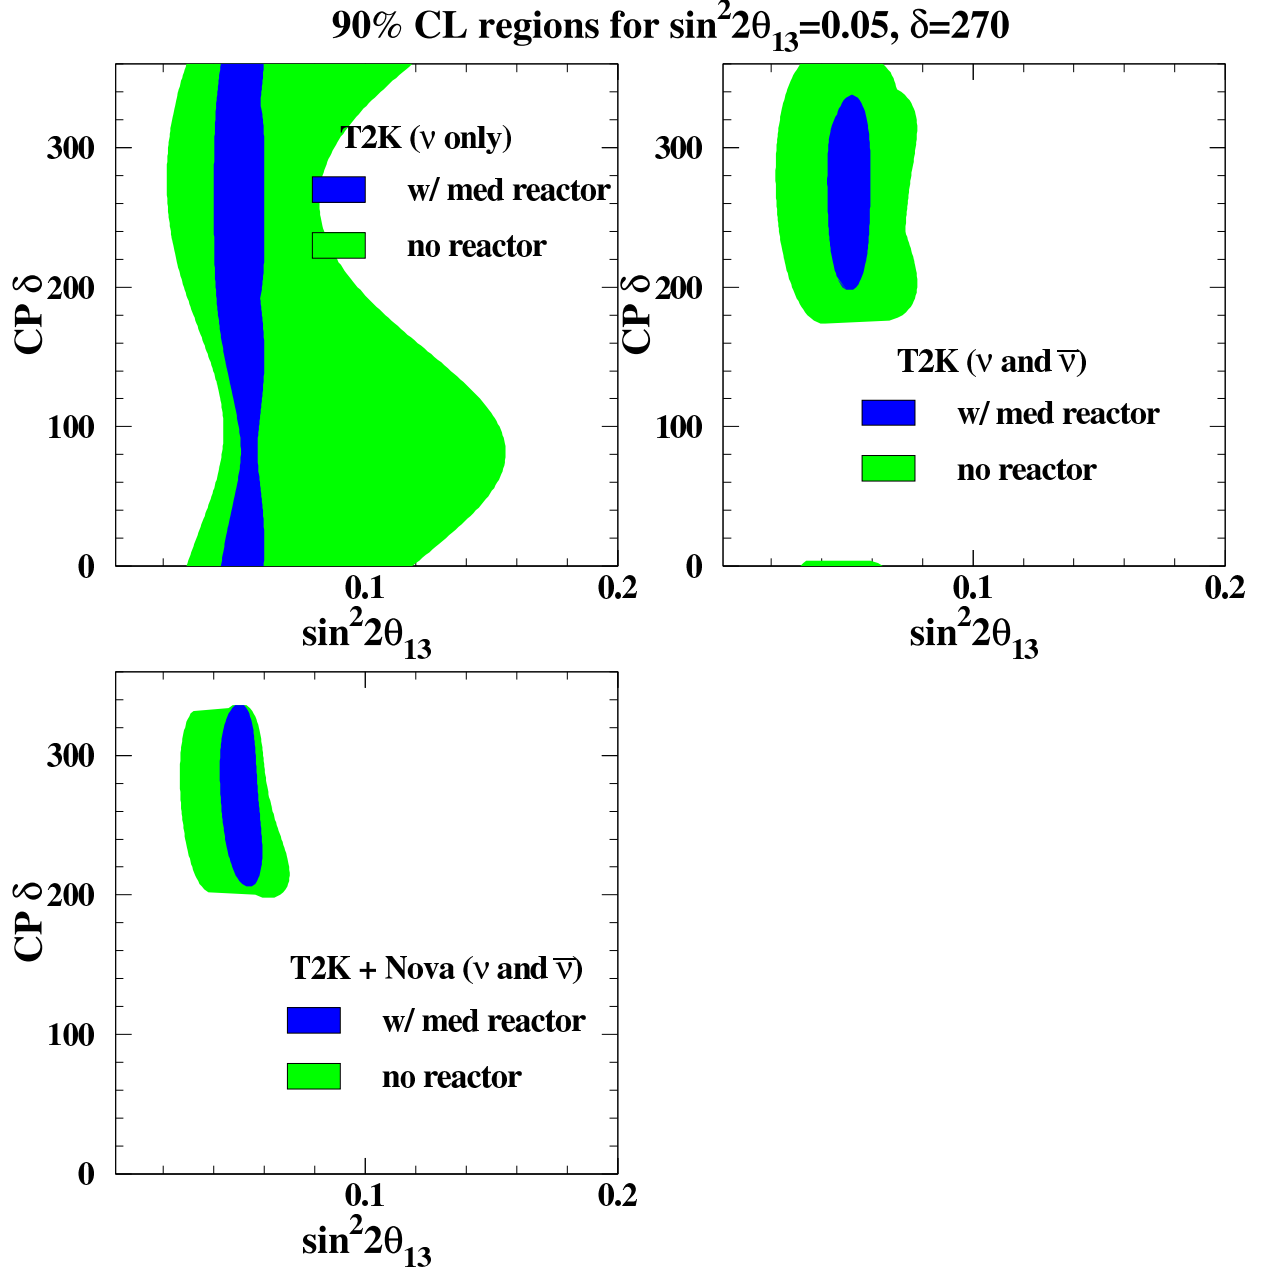 90% CL regions for sin²2θ₁₃=0.05, δ=270
CP δ
300
200
100
0
T2K (ν only)
w/ med reactor
no reactor
0.1
0.2
sin²2θ₁₃
CP δ
300
200
100
0
T2K (ν and ν̅)
w/ med reactor
no reactor
0.1
0.2
sin²2θ₁₃
CP δ
300
200
100
0
T2K + Nova (ν and ν̅)
w/ med reactor
no reactor
0.1
0.2
sin²2θ₁₃